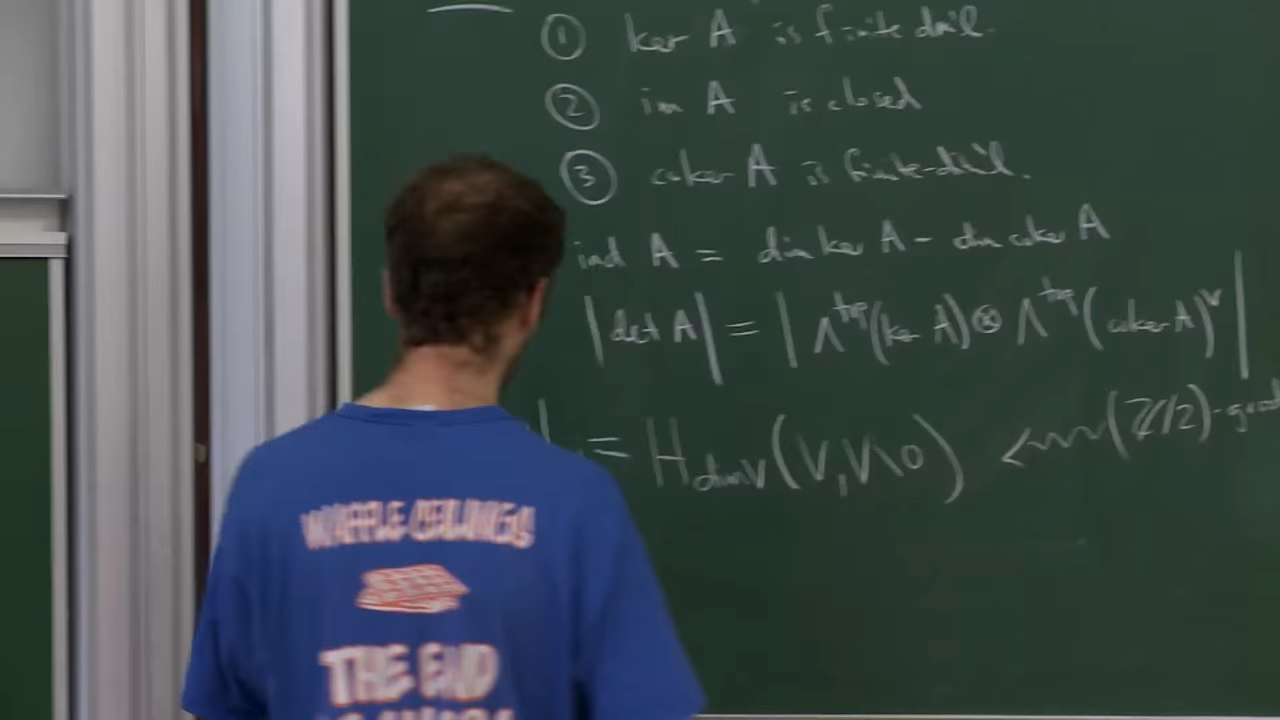 ① ker A is finite dim'l.
② im A is closed
③ coker A is finite-dim'l.
ind A = dim ker A - dim coker A
|det A| = | Λ^top (ker A) ⊗ Λ^top (coker A)^∨ |
| = H_dimV (V, V\0) ⟵ (ℤ/2)-grad
WAFFLE CEILINGS!
THE END